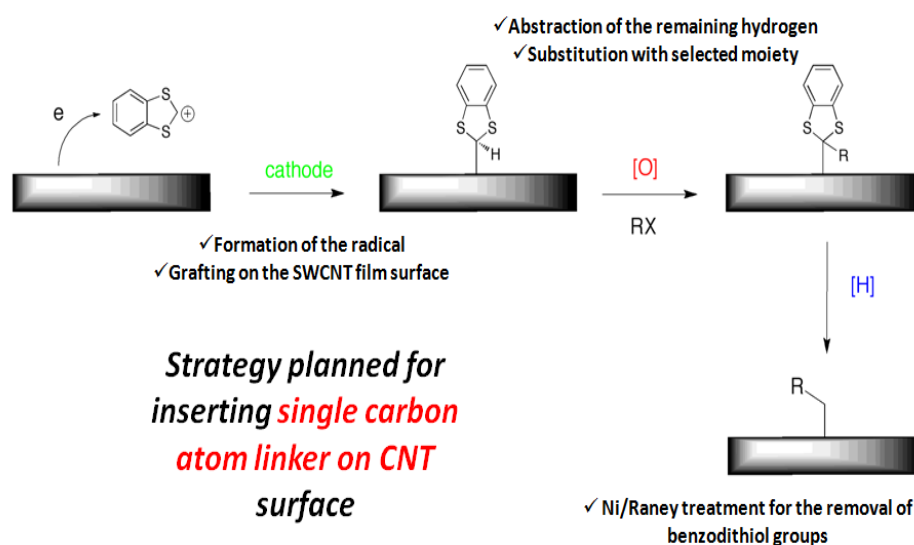 ✓Abstraction of the remaining hydrogen
✓Substitution with selected moiety
e
S
S
+
S
S
H
S
S
R
cathode
[O]
RX
✓Formation of the radical
✓Grafting on the SWCNT film surface
[H]
Strategy planned for
inserting single carbon
atom linker on CNT
surface
R
✓ Ni/Raney treatment for the removal of
benzodithiol groups